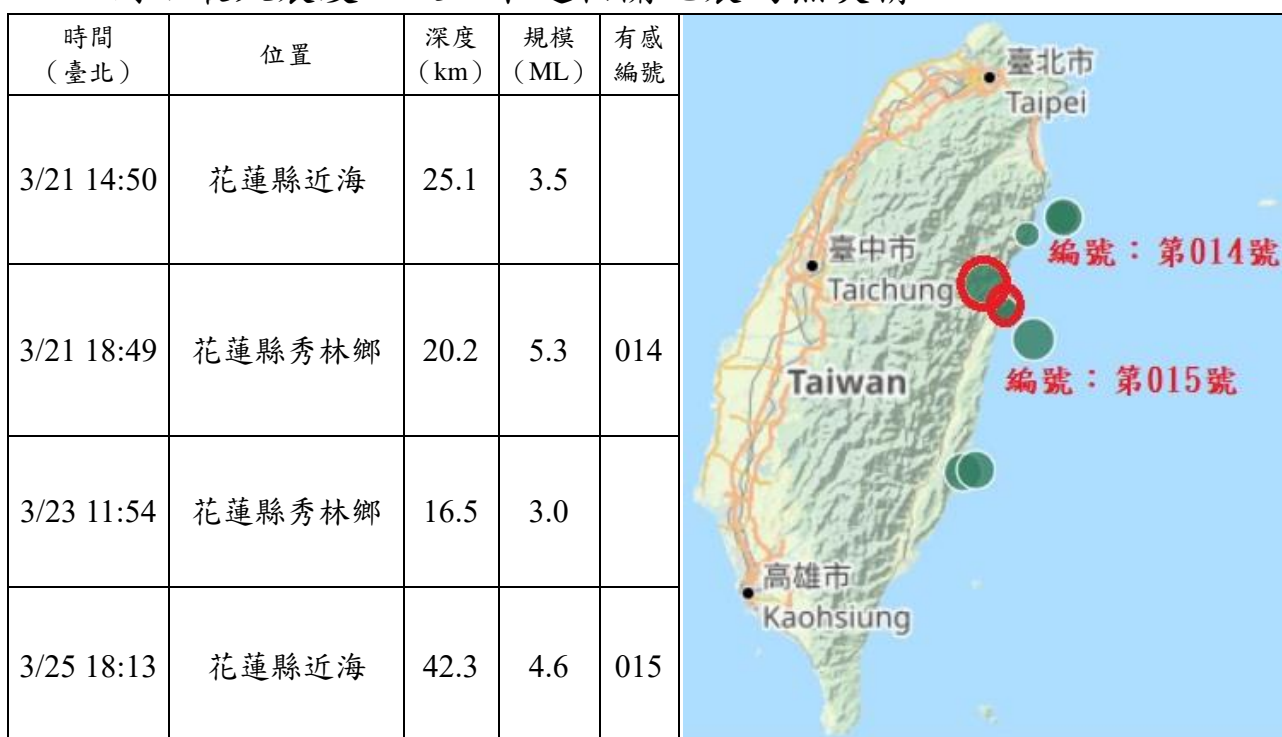 時間
（臺北）
位置
深度
（km）
規模
（ML）
有感
編號
3/21 14:50
花蓮縣近海
25.1
3.5
3/21 18:49
花蓮縣秀林鄉
20.2
5.3
014
3/23 11:54
花蓮縣秀林鄉
16.5
3.0
3/25 18:13
花蓮縣近海
42.3
4.6
015
臺北市
Taipei
編號：第014號
臺中市
Taichung
Taiwan
編號：第015號
高雄市
Kaohsiung